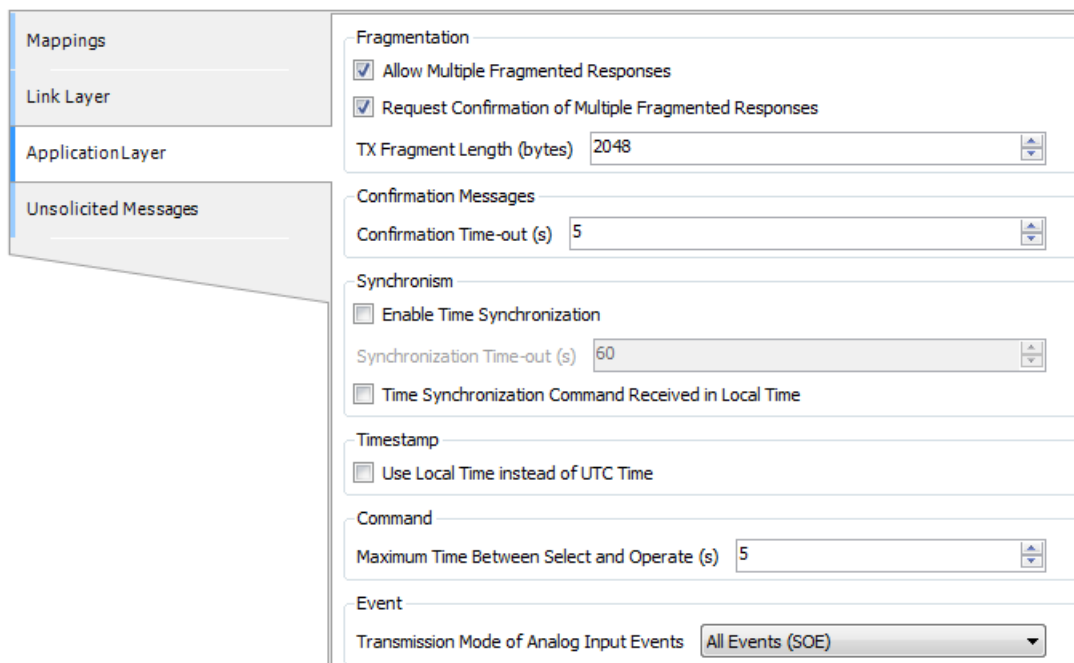 Mappings
Link Layer
ApplicationLayer
Unsolicited Messages
Fragmentation
Allow Multiple Fragmented Responses
Request Confirmation of Multiple Fragmented Responses
TX Fragment Length (bytes) 2048
Confirmation Messages
Confirmation Time-out (s) 5
Synchronism
Enable Time Synchronization
Synchronization Time-out (s) 60
Time Synchronization Command Received in Local Time
Timestamp
Use Local Time instead of UTC Time
Command
Maximum Time Between Select and Operate (s) 5
Event
Transmission Mode of Analog Input Events All Events (SOE)